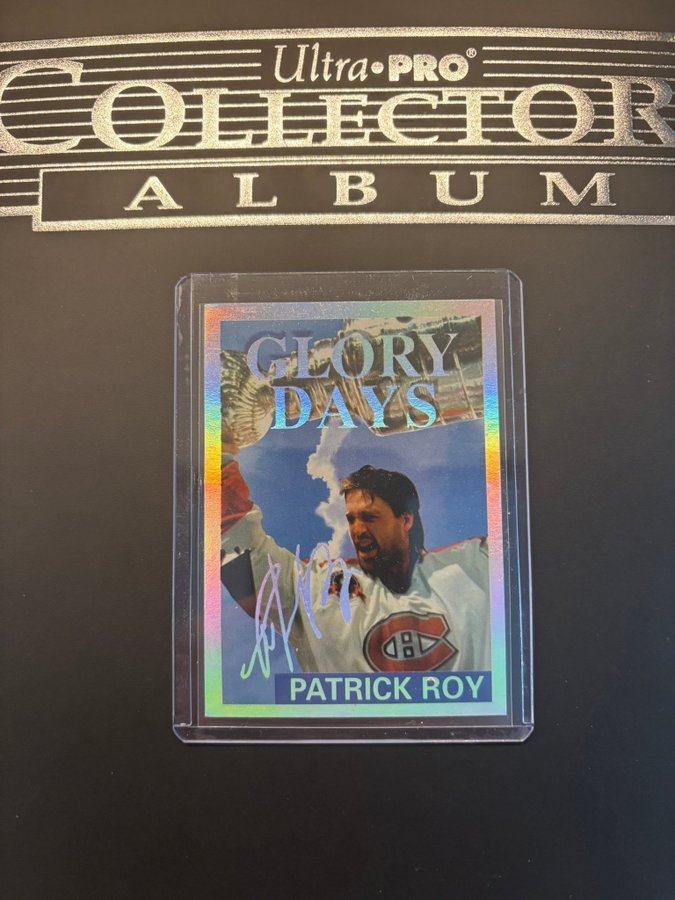 Ultra•PRO®
COLLECTOR
ALBUM
GLORY
DAYS
PATRICK ROY